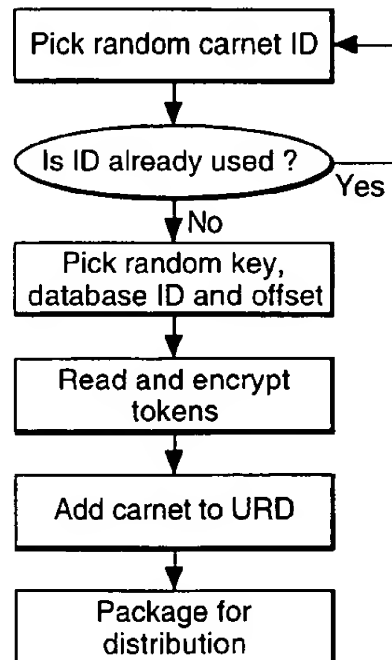 Pick random carnet ID
Is ID already used ?
Yes
No
Pick random key,
database ID and offset
Read and encrypt
tokens
Add carnet to URD
Package for
distribution